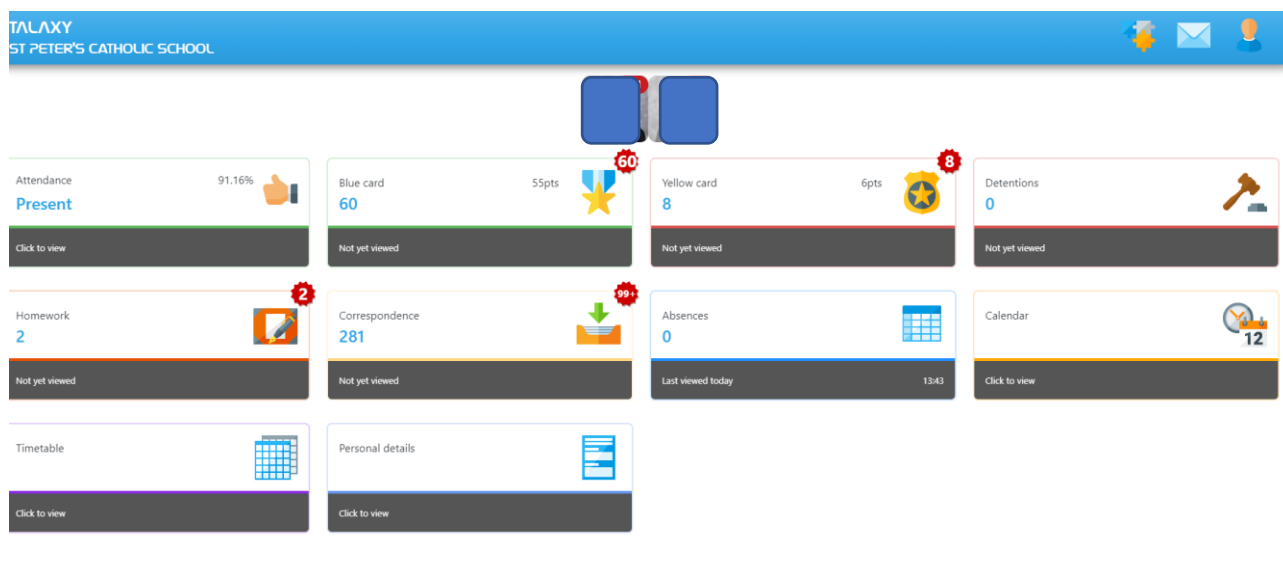 TALAXY
ST PETER'S CATHOLIC SCHOOL
Attendance 91.16%
Present
Click to view
60
Blue card 55pts
60
Not yet viewed
8
Yellow card 6pts
8
Not yet viewed
Detentions
0
Not yet viewed
2
Homework
2
Not yet viewed
99+
Correspondence
281
Not yet viewed
Absences
0
Last viewed today 13:43
Calendar
12
Click to view
Timetable
Click to view
Personal details
Click to view